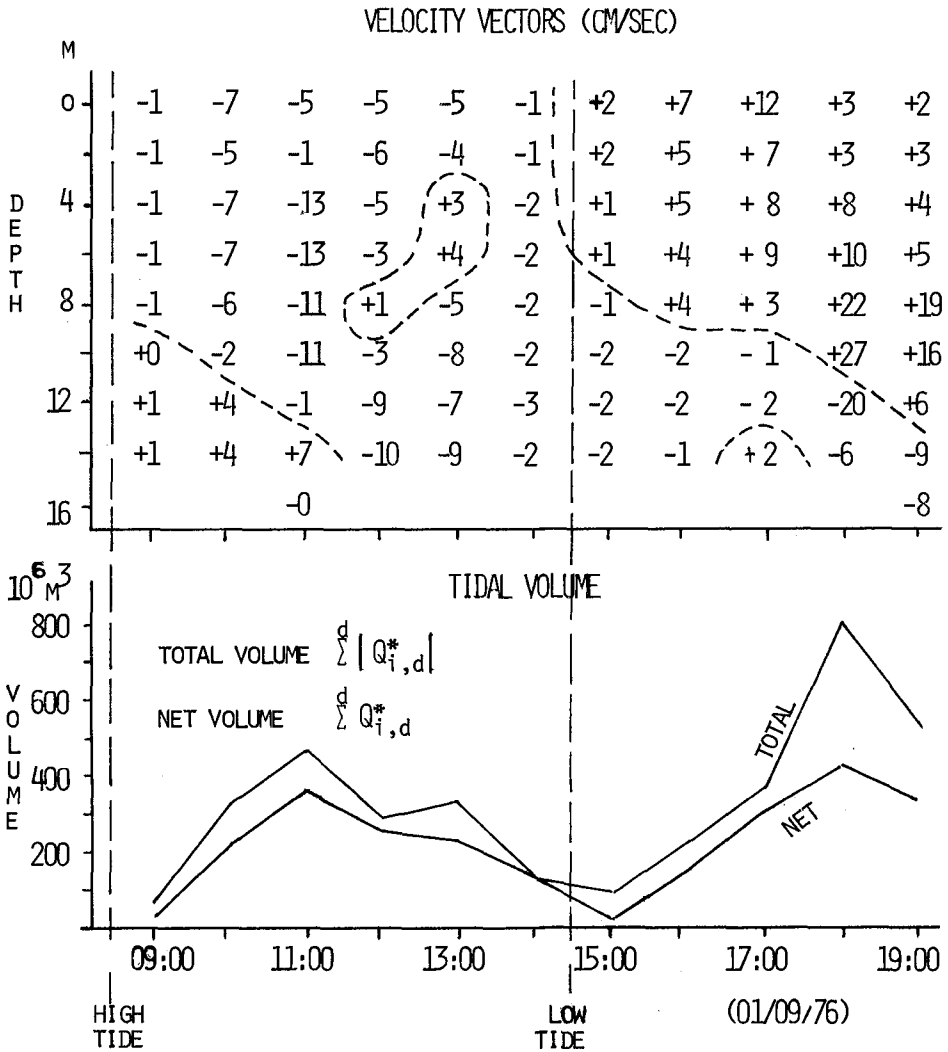 VELOCITY VECTORS (CM/SEC)
M
0 -1 -7 -5 -5 -5 -1 +2 +7 +12 +3 +2
-1 -5 -1 -6 -4 -1 +2 +5 + 7 +3 +3
4 -1 -7 -13 -5 +3 -2 +1 +5 + 8 +8 +4
-1 -7 -13 -3 +4 -2 +1 +4 + 9 +10 +5
8 -1 -6 -11 +1 -5 -2 -1 +4 + 3 +22 +19
+0 -2 -11 -3 -8 -2 -2 -2 - 1 +27 +16
12 +1 +4 -1 -9 -7 -3 -2 -2 - 2 -20 +6
+1 +4 +7 -10 -9 -2 -2 -1 + 2 -6 -9
16 -0 -8
DEPTH
10⁶ M³
TIDAL VOLUME
800
TOTAL VOLUME d Σ | Q*i,d |
600
NET VOLUME d Σ Q*i,d
400
200
VOLUME
TOTAL
NET
09:00 11:00 13:00 15:00 17:00 19:00
HIGH
TIDE
LOW
TIDE
(01/09/76)